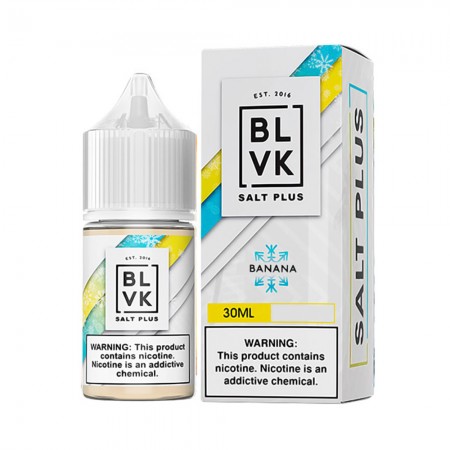 EST. 2016
BL
VK
SALT PLUS
WARNING: This product
contains nicotine.
Nicotine is an
addictive chemical.
EST. 2016
BL
VK
SALT PLUS
BANANA
30ML
WARNING:
This product contains
nicotine. Nicotine is an
addictive chemical.
SALT PLUS